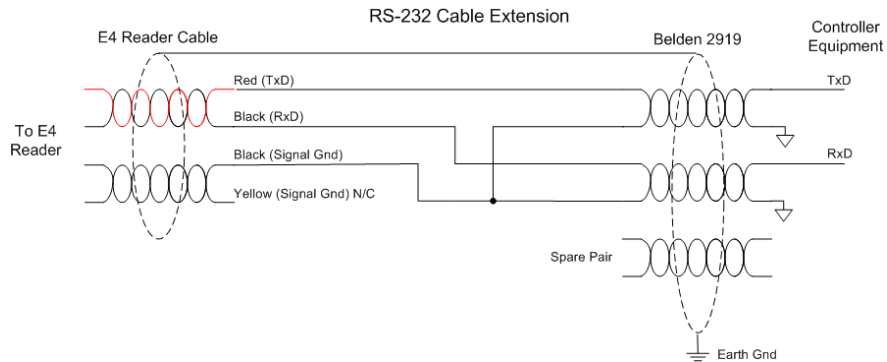 RS-232 Cable Extension
E4 Reader Cable
Belden 2919
Controller
Equipment
Red (TxD)
TxD
Black (RxD)
To E4
Reader
Black (Signal Gnd)
RxD
Yellow (Signal Gnd) N/C
Spare Pair
Earth Gnd